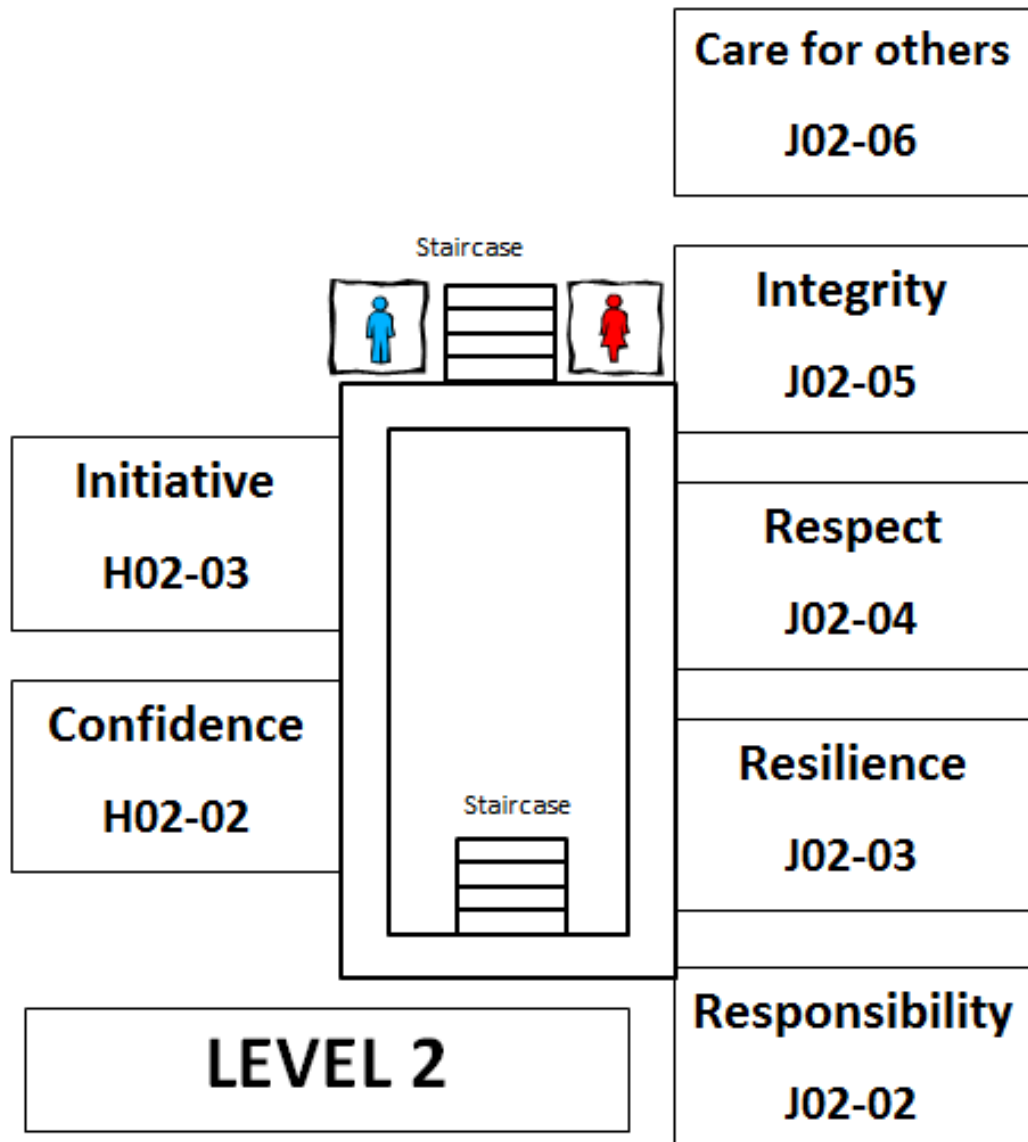 Care for others
J02-06
Staircase
Integrity
J02-05
Initiative
H02-03
Respect
J02-04
Confidence
H02-02
Resilience
J02-03
Staircase
Responsibility
J02-02
LEVEL 2